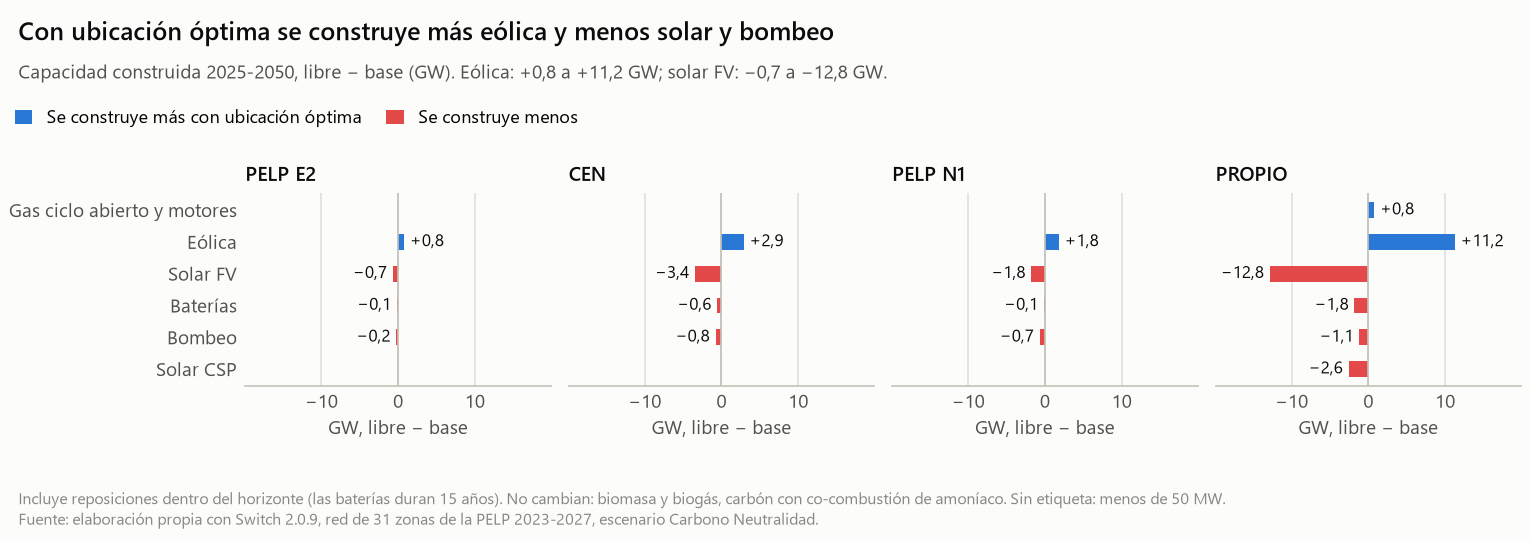 Con ubicación óptima se construye más eólica y menos solar y bombeo
Capacidad construida 2025-2050, libre − base (GW). Eólica: +0,8 a +11,2 GW; solar FV: −0,7 a −12,8 GW.
Se construye más con ubicación óptima Se construye menos
PELP E2 CEN PELP N1 PROPIO
Gas ciclo abierto y motores +0,8
Eólica +0,8 +2,9 +1,8 +11,2
Solar FV −0,7 −3,4 −1,8 −12,8
Baterías −0,1 −0,6 −0,1 −1,8
Bombeo −0,2 −0,8 −0,7 −1,1
Solar CSP −2,6
−10 0 10 −10 0 10 −10 0 10 −10 0 10
GW, libre − base GW, libre − base GW, libre − base GW, libre − base
Incluye reposiciones dentro del horizonte (las baterías duran 15 años). No cambian: biomasa y biogás, carbón con co-combustión de amoníaco. Sin etiqueta: menos de 50 MW.
Fuente: elaboración propia con Switch 2.0.9, red de 31 zonas de la PELP 2023-2027, escenario Carbono Neutralidad.